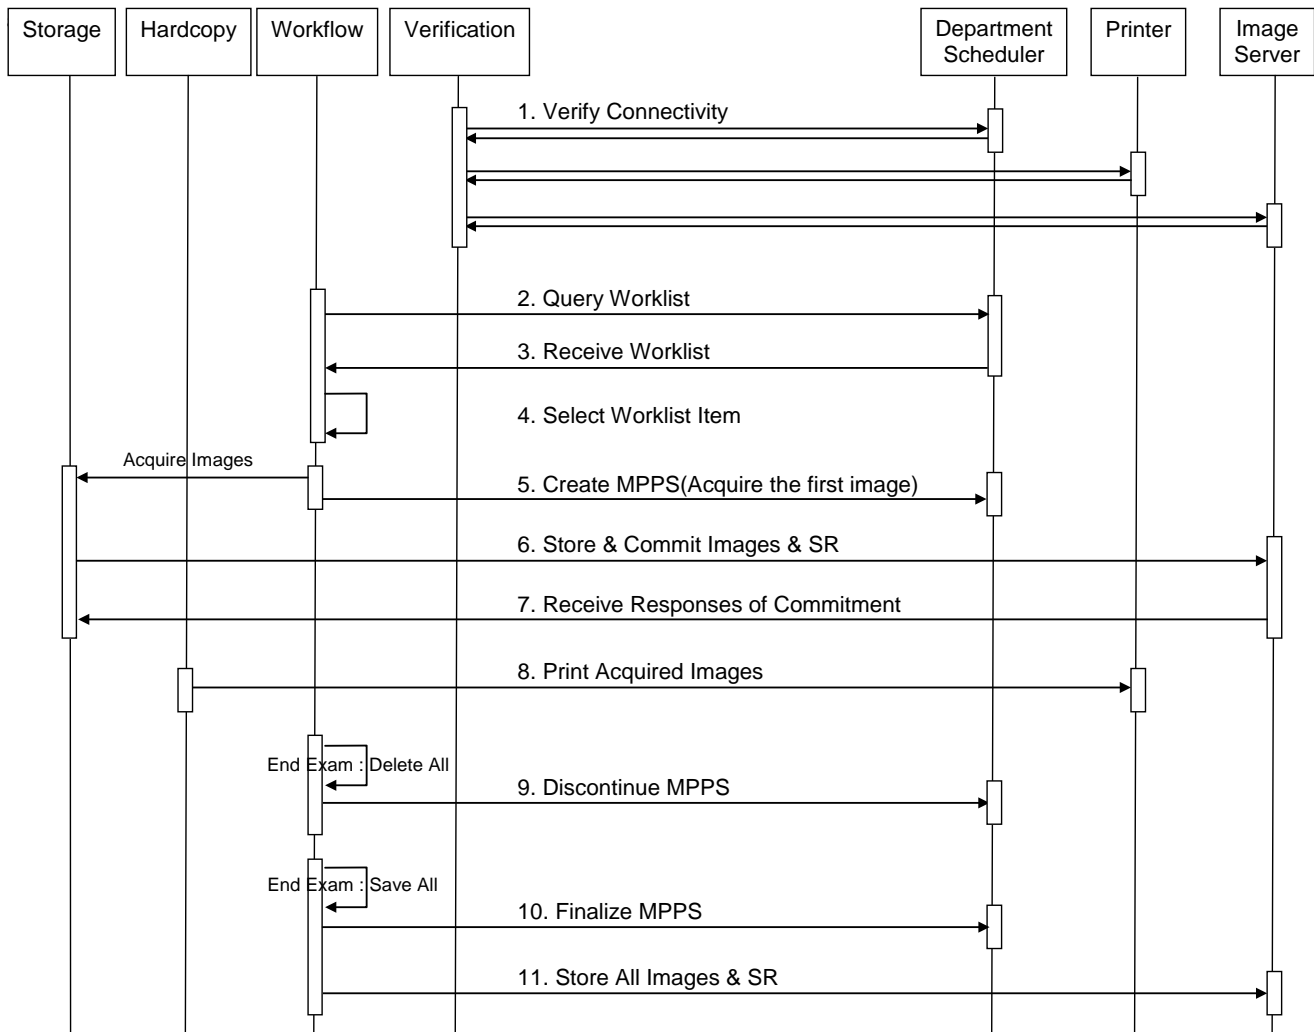 Storage
Hardcopy
Workflow
Verification
Department
Scheduler
Printer
Image
Server
1. Verify Connectivity
2. Query Worklist
3. Receive Worklist
4. Select Worklist Item
Acquire Images
5. Create MPPS(Acquire the first image)
6. Store & Commit Images & SR
7. Receive Responses of Commitment
8. Print Acquired Images
End Exam : Delete All
9. Discontinue MPPS
End Exam : Save All
10. Finalize MPPS
11. Store All Images & SR